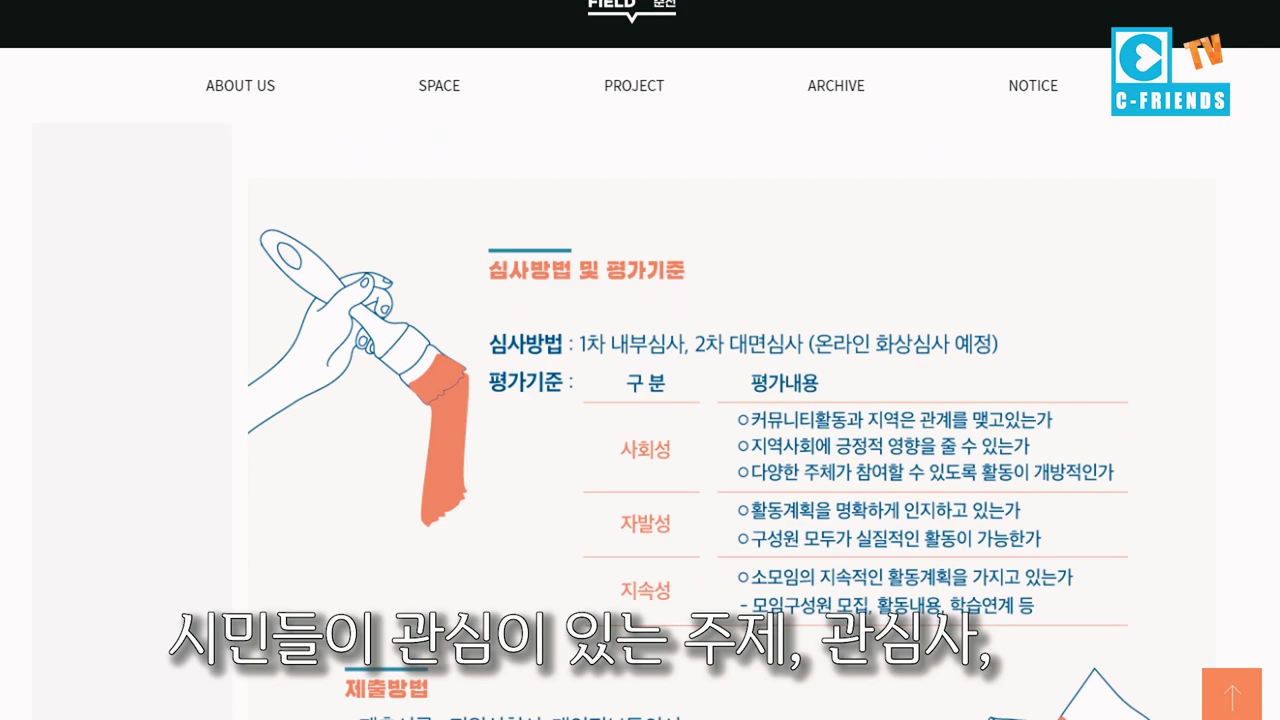 FIELD 춘천
TV
C-FRIENDS
ABOUT US SPACE PROJECT ARCHIVE NOTICE
심사방법 및 평가기준
심사방법 : 1차 내부심사, 2차 대면심사 (온라인 화상심사 예정)
평가기준 : 구 분 평가내용
사회성
○커뮤니티활동과 지역은 관계를 맺고있는가
○지역사회에 긍정적 영향을 줄 수 있는가
○다양한 주체가 참여할 수 있도록 활동이 개방적인가
자발성
○활동계획을 명확하게 인지하고 있는가
○구성원 모두가 실질적인 활동이 가능한가
지속성
○소모임의 지속적인 활동계획을 가지고 있는가
- 모임구성원 모집, 활동내용, 학습연계 등
시민들이 관심이 있는 주제, 관심사,
제출방법